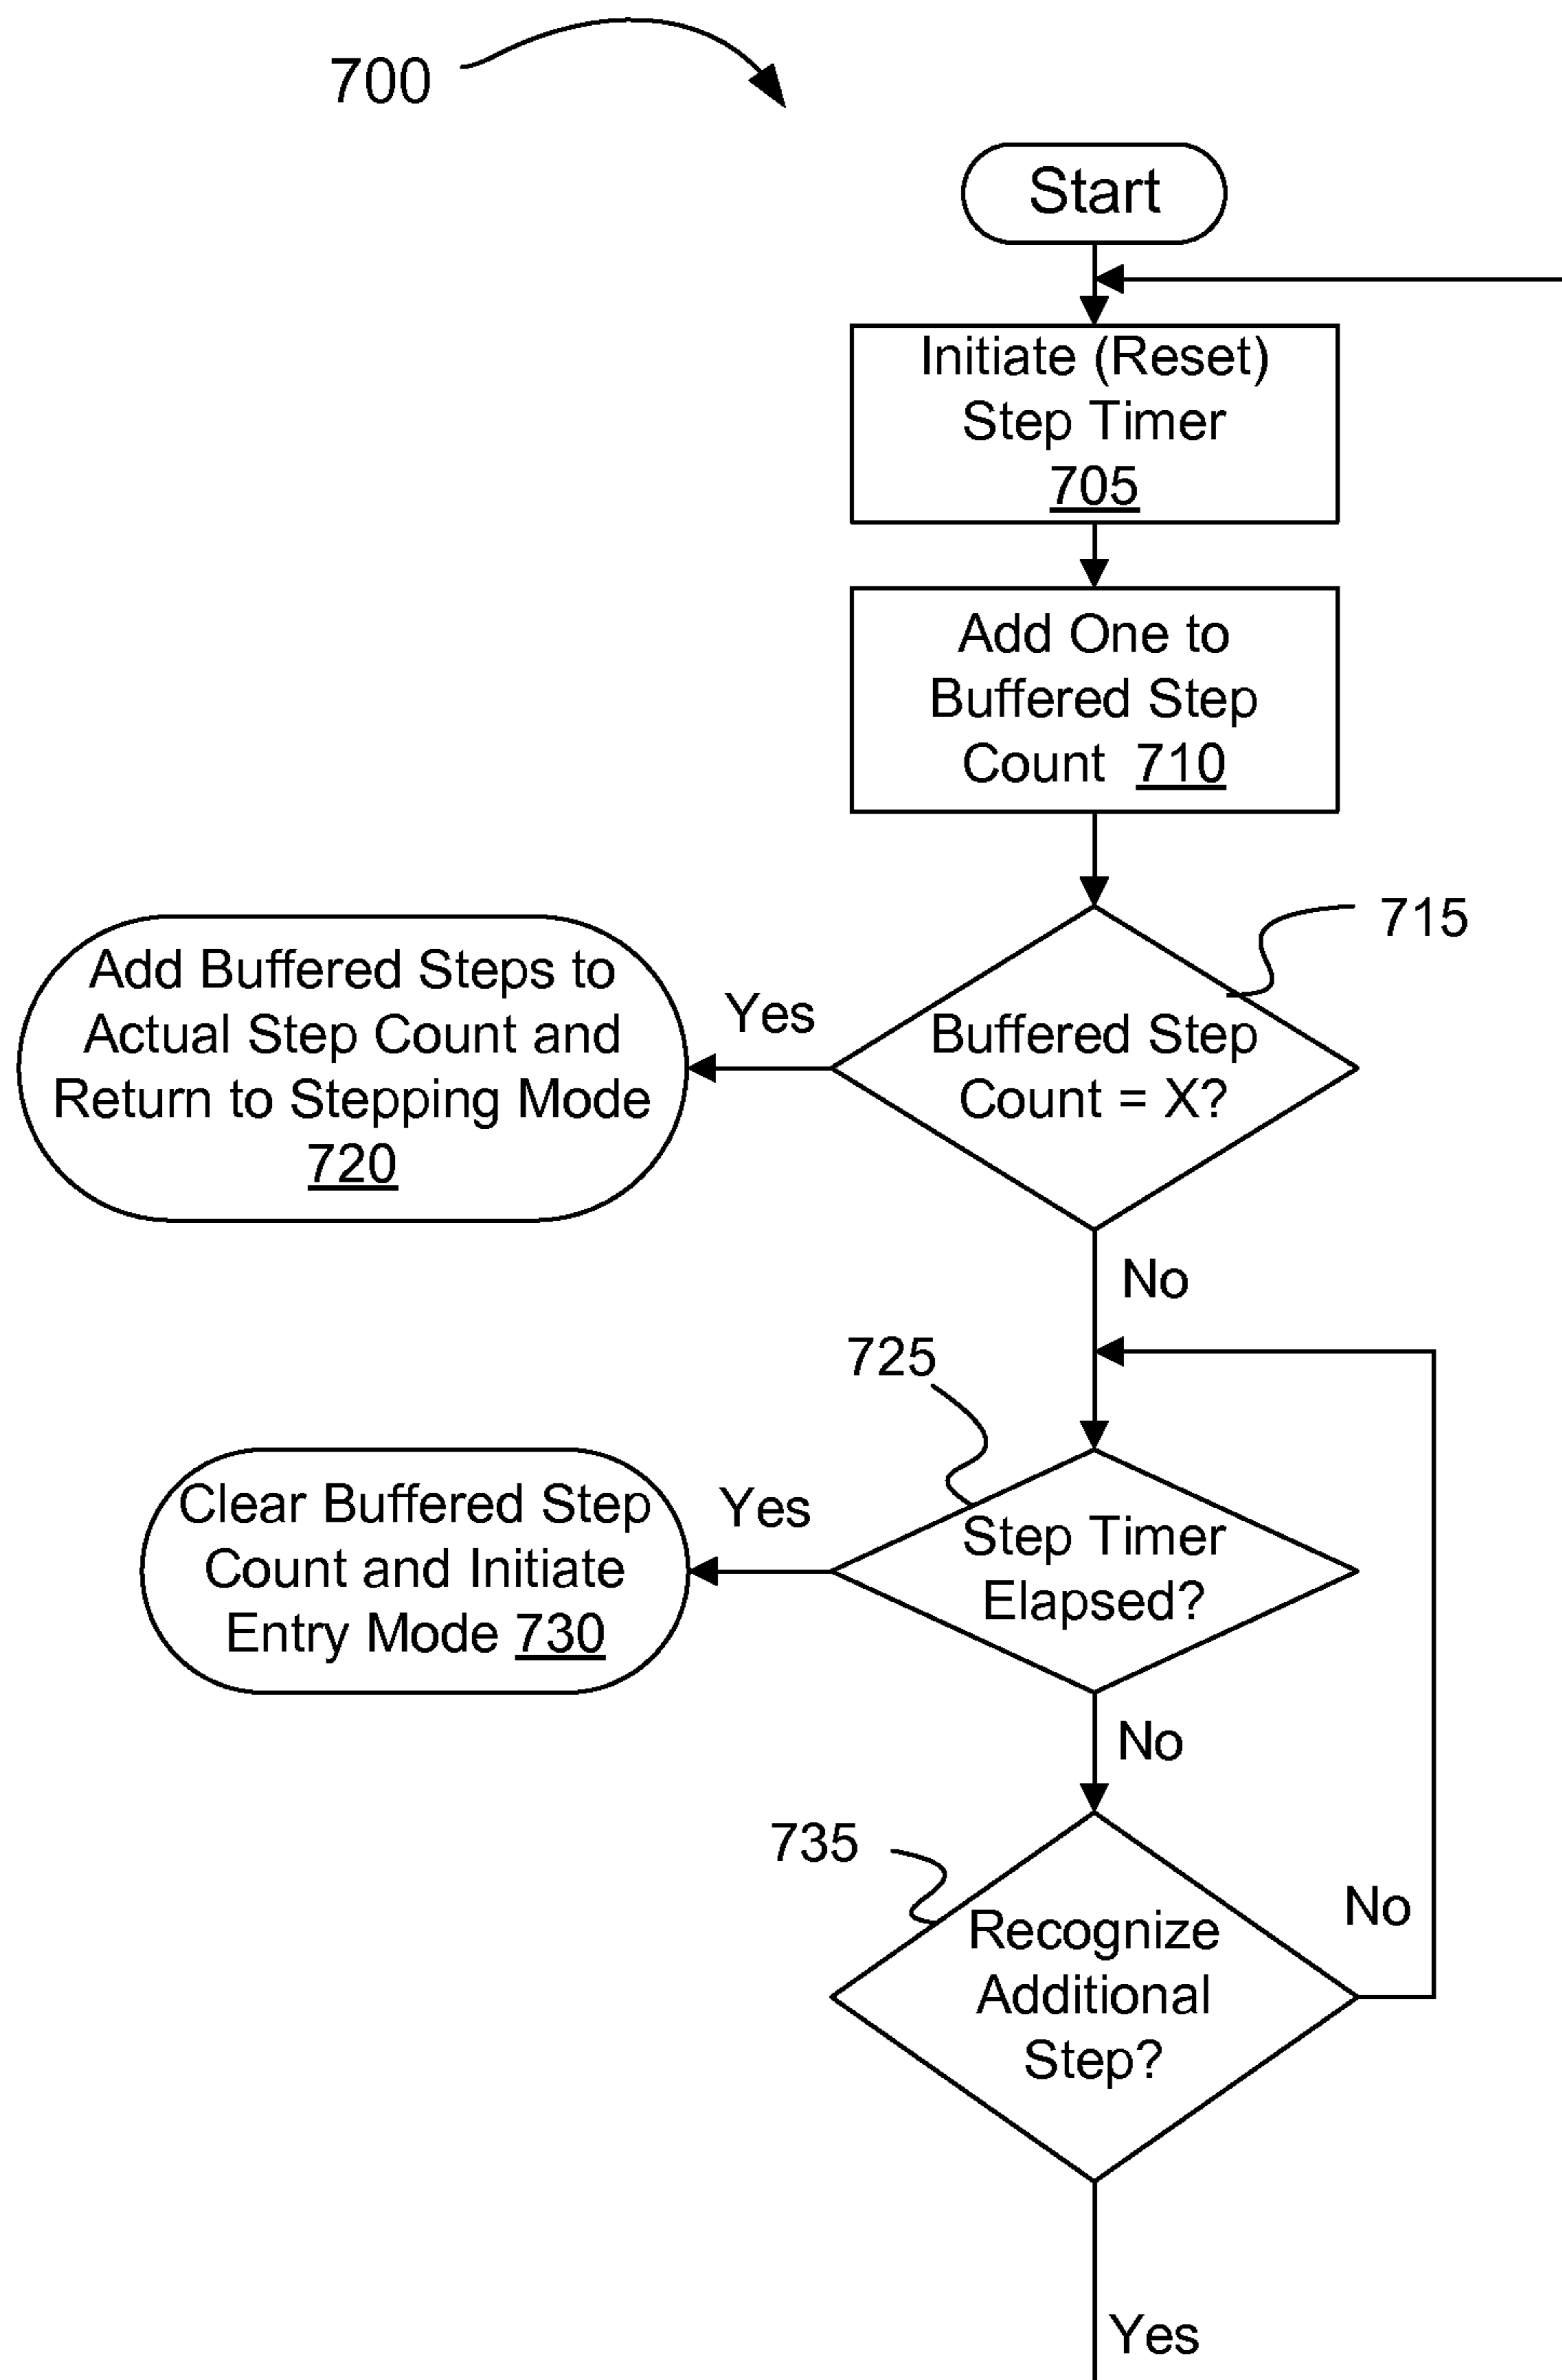 700
Start
Initiate (Reset)
Step Timer
705
Add One to
Buffered Step
Count 710
715
Buffered Step
Count = X?
Yes
Add Buffered Steps to
Actual Step Count and
Return to Stepping Mode
720
No
725
Step Timer
Elapsed?
Yes
Clear Buffered Step
Count and Initiate
Entry Mode 730
No
735
Recognize
Additional
Step?
No
Yes